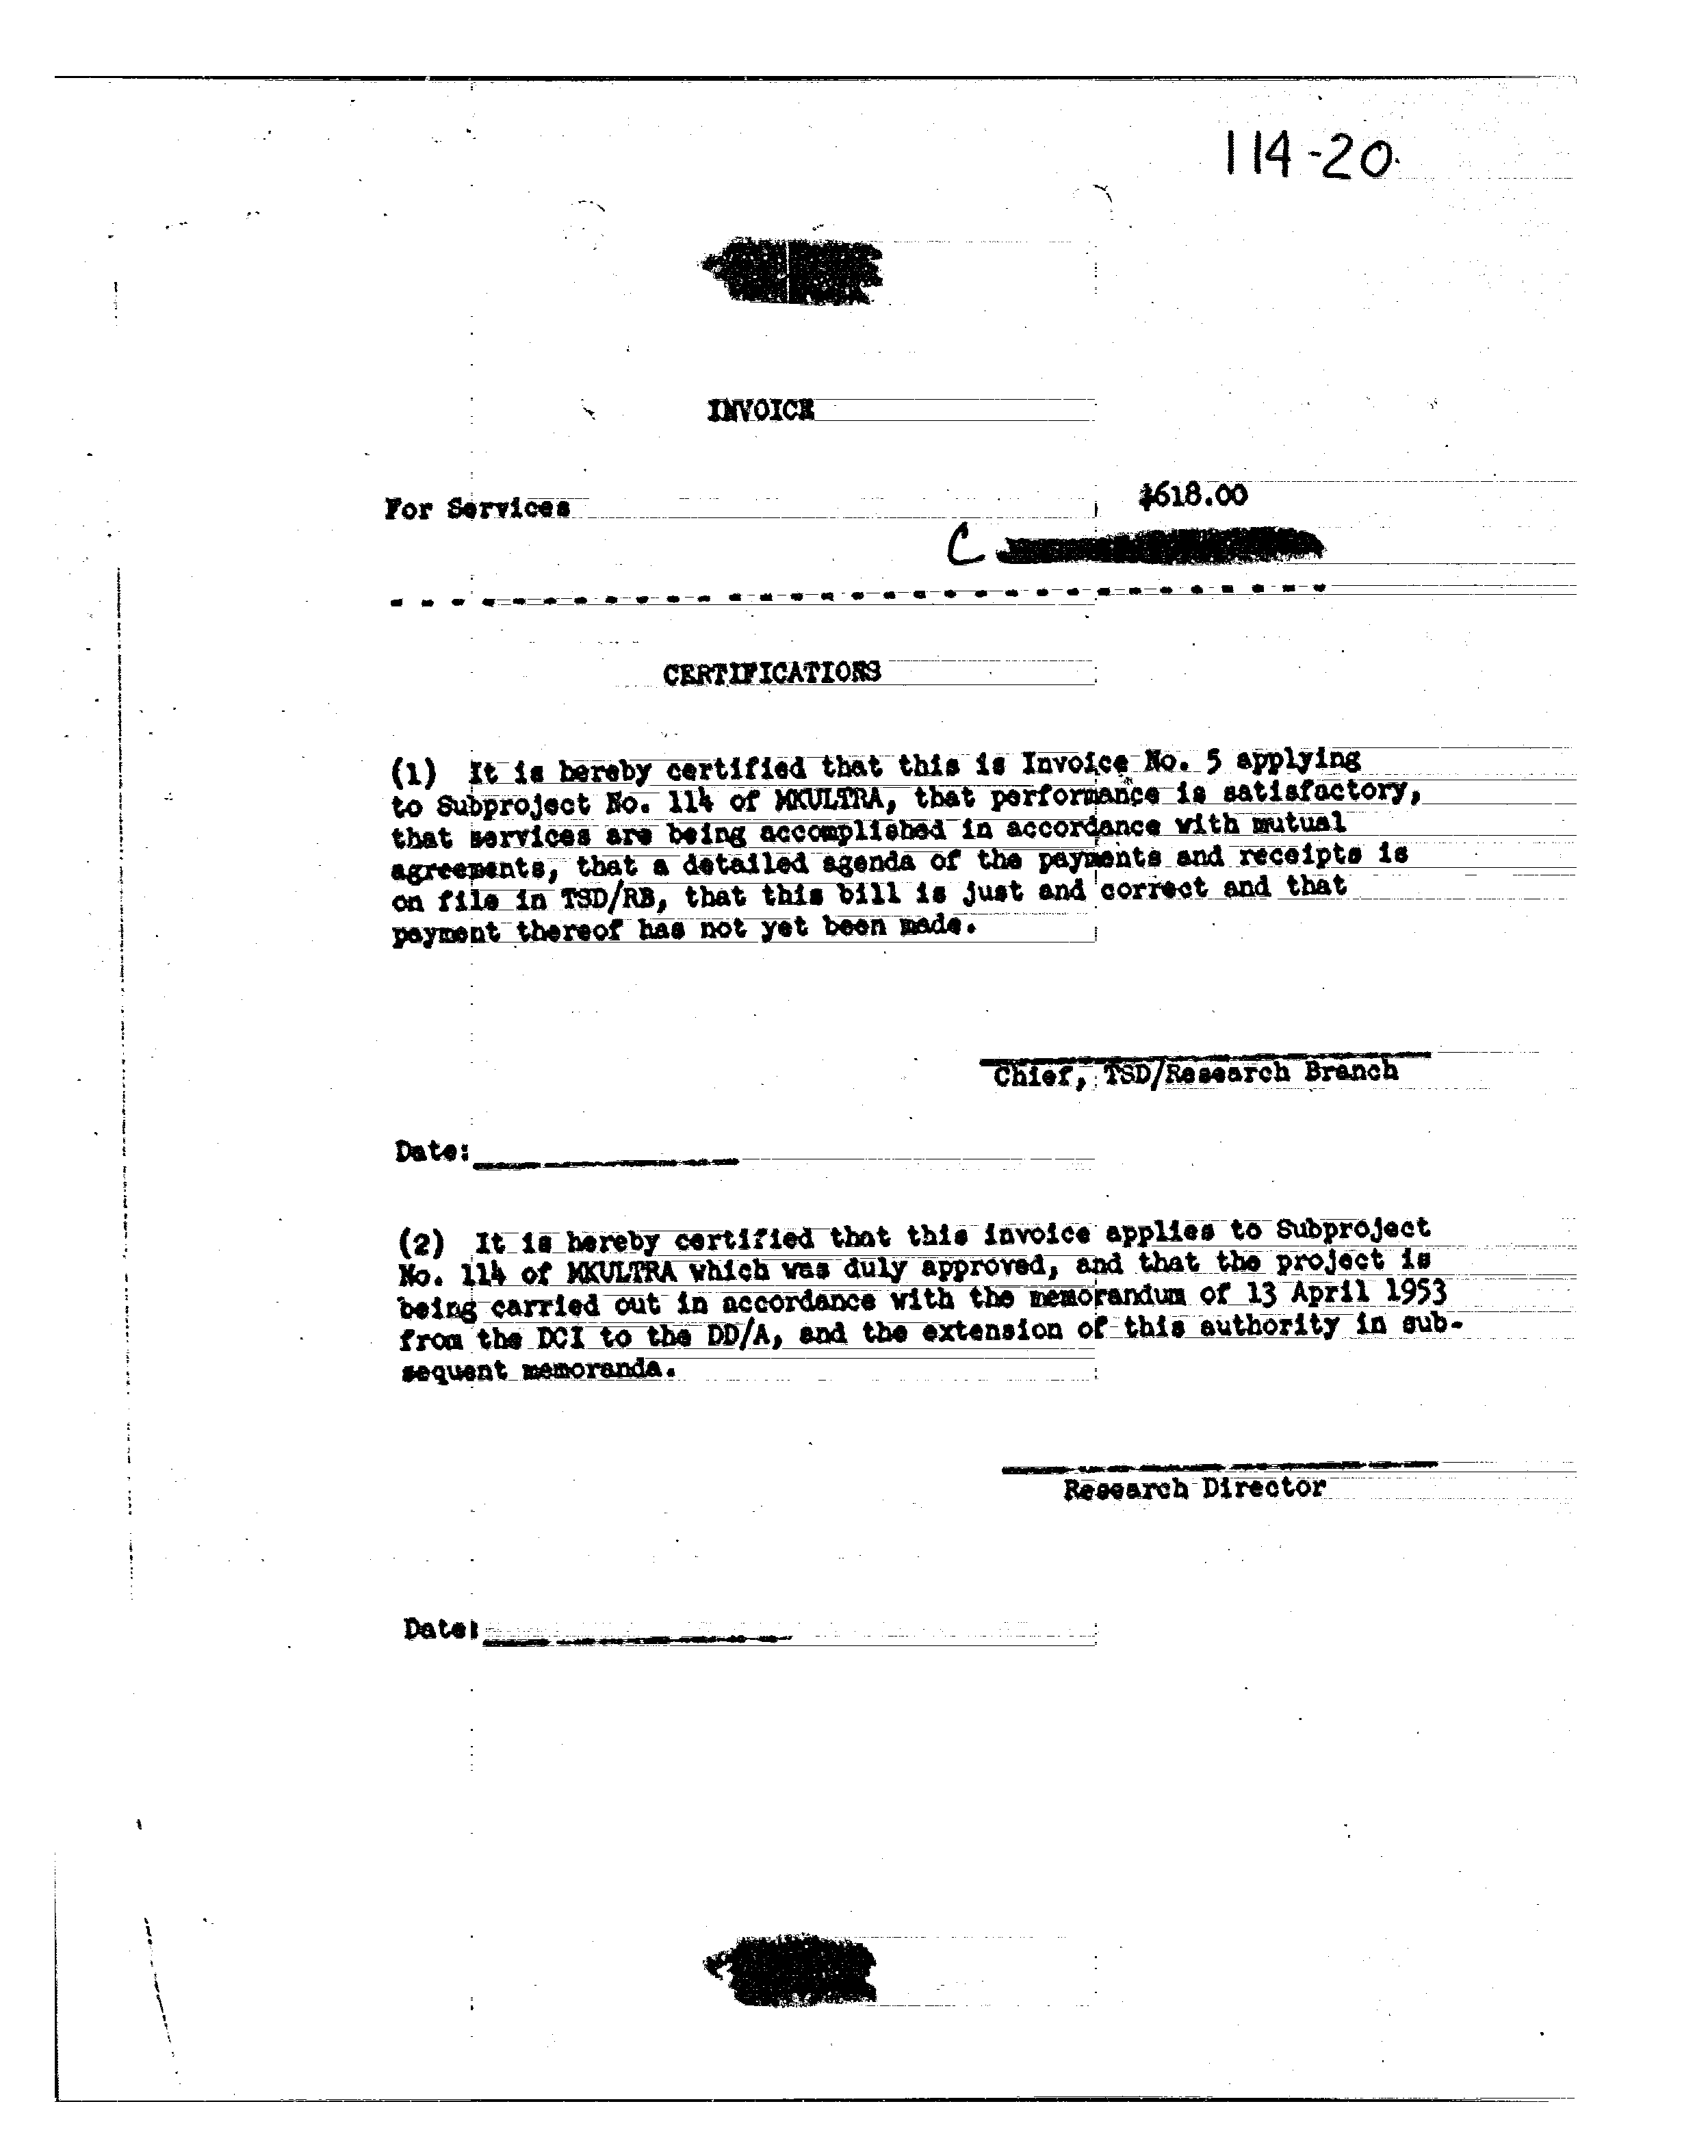 114-20
INVOICE
For Services $618.00
C
CERTIFICATIONS
(1) It is hereby certified that this is Invoice No. 5 applying
to Subproject No. 114 of MKULTRA, that performance is satisfactory,
that services are being accomplished in accordance with mutual
agreements, that a detailed agenda of the payments and receipts is
on file in TSD/RB, that this bill is just and correct and that
payment thereof has not yet been made.
Chief, TSD/Research Branch
Date:
(2) It is hereby certified that this invoice applies to Subproject
No. 114 of MKULTRA which was duly approved, and that the project is
being carried out in accordance with the memorandum of 13 April 1953
from the DCI to the DD/A, and the extension of this authority in sub-
sequent memoranda.
Research Director
Date: